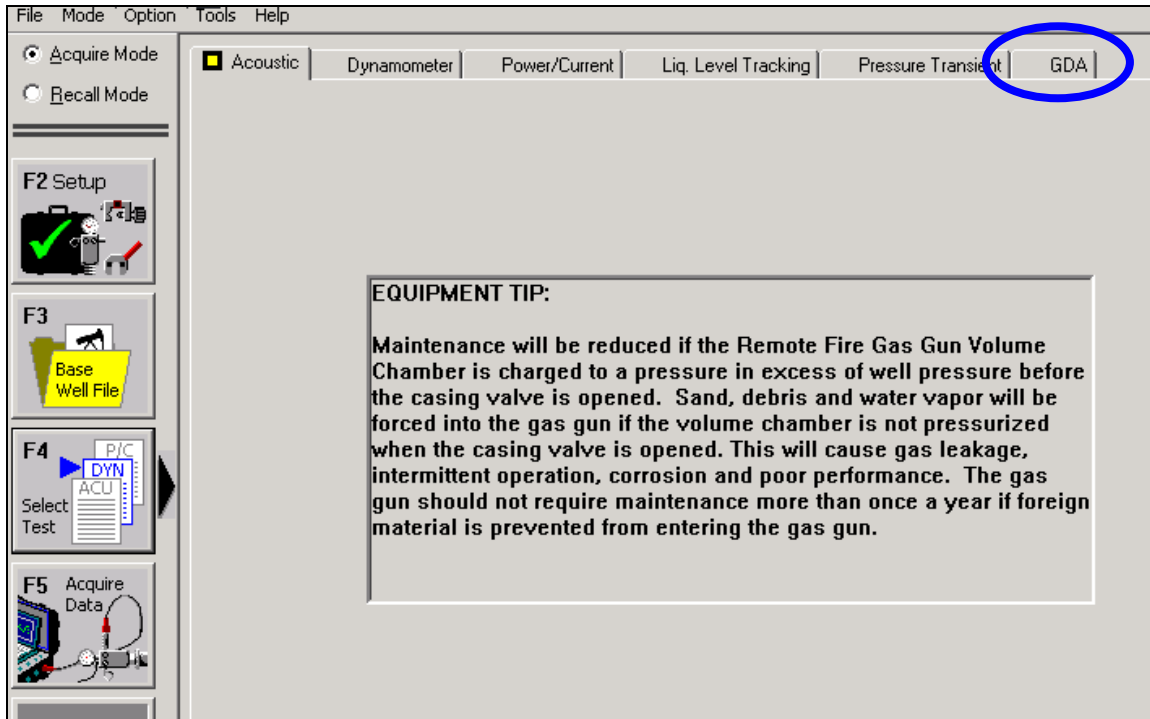 File Mode Option Tools Help
Acquire Mode
Recall Mode
Acoustic Dynamometer Power/Current Liq. Level Tracking Pressure Transient GDA
F2 Setup
F3
Base
Well File
F4
P/C
DYN
ACU
Select
Test
F5 Acquire
Data
EQUIPMENT TIP:
Maintenance will be reduced if the Remote Fire Gas Gun Volume
Chamber is charged to a pressure in excess of well pressure before
the casing valve is opened. Sand, debris and water vapor will be
forced into the gas gun if the volume chamber is not pressurized
when the casing valve is opened. This will cause gas leakage,
intermittent operation, corrosion and poor performance. The gas
gun should not require maintenance more than once a year if foreign
material is prevented from entering the gas gun.